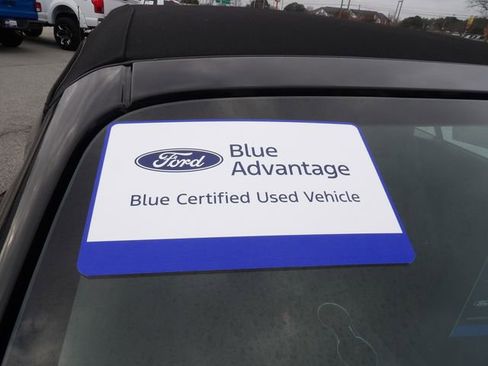 Ford
Blue
Advantage
Blue Certified Used Vehicle